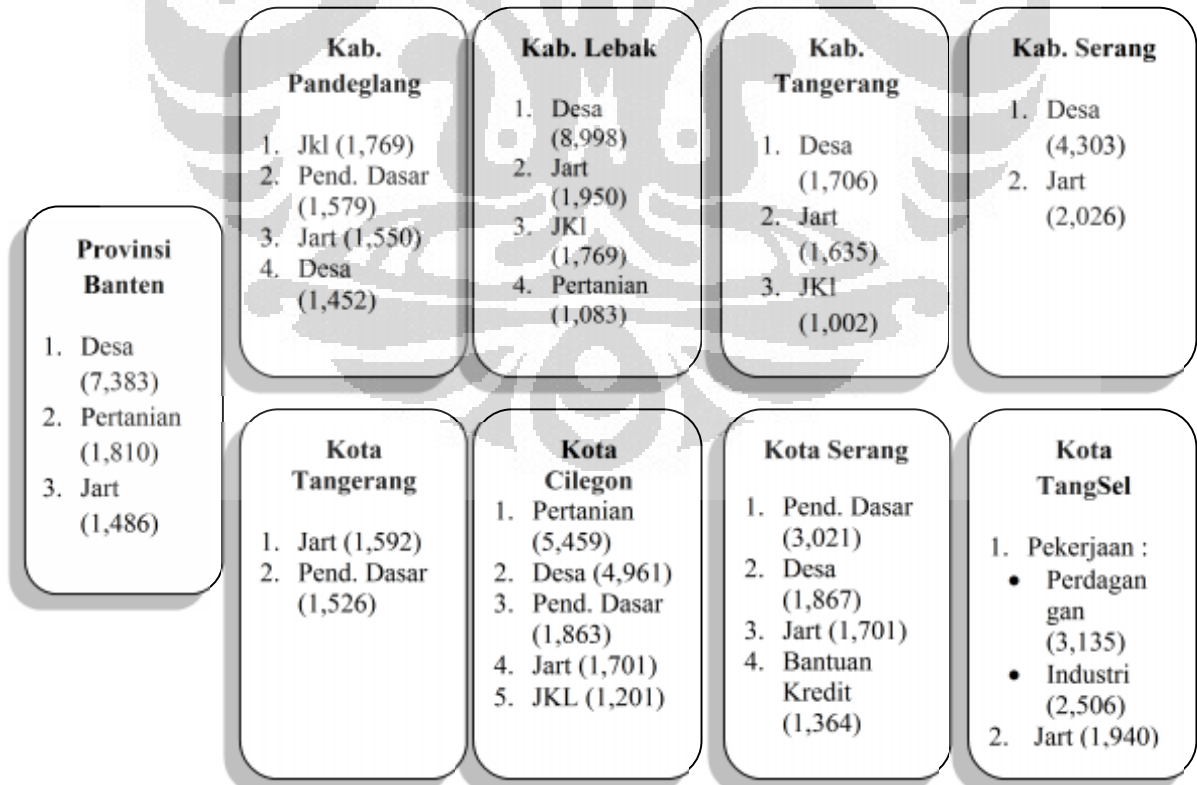 Provinsi
Banten
1. Desa
(7,383)
2. Pertanian
(1,810)
3. Jart
(1,486)
Kab.
Pandeglang
1. Jkl (1,769)
2. Pend. Dasar
(1,579)
3. Jart (1,550)
4. Desa
(1,452)
Kab. Lebak
1. Desa
(8,998)
2. Jart
(1,950)
3. JKl
(1,769)
4. Pertanian
(1,083)
Kab.
Tangerang
1. Desa
(1,706)
2. Jart
(1,635)
3. JKl
(1,002)
Kab. Serang
1. Desa
(4,303)
2. Jart
(2,026)
Kota
Tangerang
1. Jart (1,592)
2. Pend. Dasar
(1,526)
Kota
Cilegon
1. Pertanian
(5,459)
2. Desa (4,961)
3. Pend. Dasar
(1,863)
4. Jart (1,701)
5. JKL (1,201)
Kota Serang
1. Pend. Dasar
(3,021)
2. Desa
(1,867)
3. Jart (1,701)
4. Bantuan
Kredit
(1,364)
Kota
TangSel
1. Pekerjaan :
• Perdagan
gan
(3,135)
• Industri
(2,506)
2. Jart (1,940)